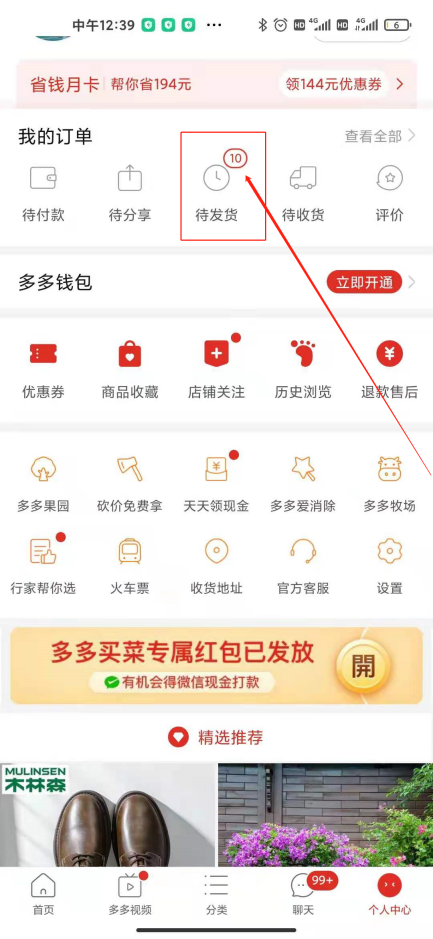 中午12:39 ··· HD 4G HD 4G 6
省钱月卡 帮你省194元 领144元优惠券
我的订单 查看全部
10
待付款 待分享 待发货 待收货 评价
多多钱包 立即开通
优惠券 商品收藏 店铺关注 历史浏览 退款售后
多多果园 砍价免费拿 天天领现金 多多爱消除 多多牧场
行家帮你选 火车票 收货地址 官方客服 设置
多多买菜专属红包已发放 開
有机会得微信现金打款
精选推荐
MULINSEN
木林森
99+
首页 多多视频 分类 聊天 个人中心